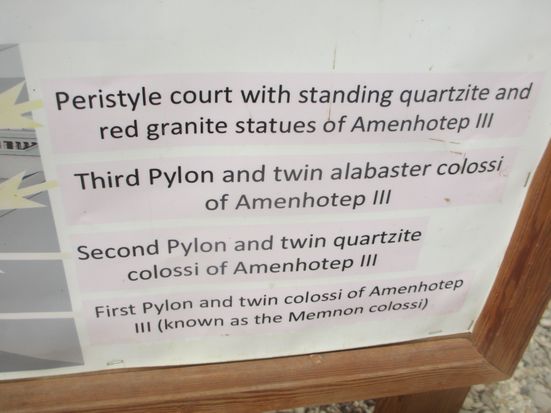 Peristyle court with standing quartzite and
red granite statues of Amenhotep III
Third Pylon and twin alabaster colossi
of Amenhotep III
Second Pylon and twin quartzite
colossi of Amenhotep III
First Pylon and twin colossi of Amenhotep
III (known as the Memnon colossi)